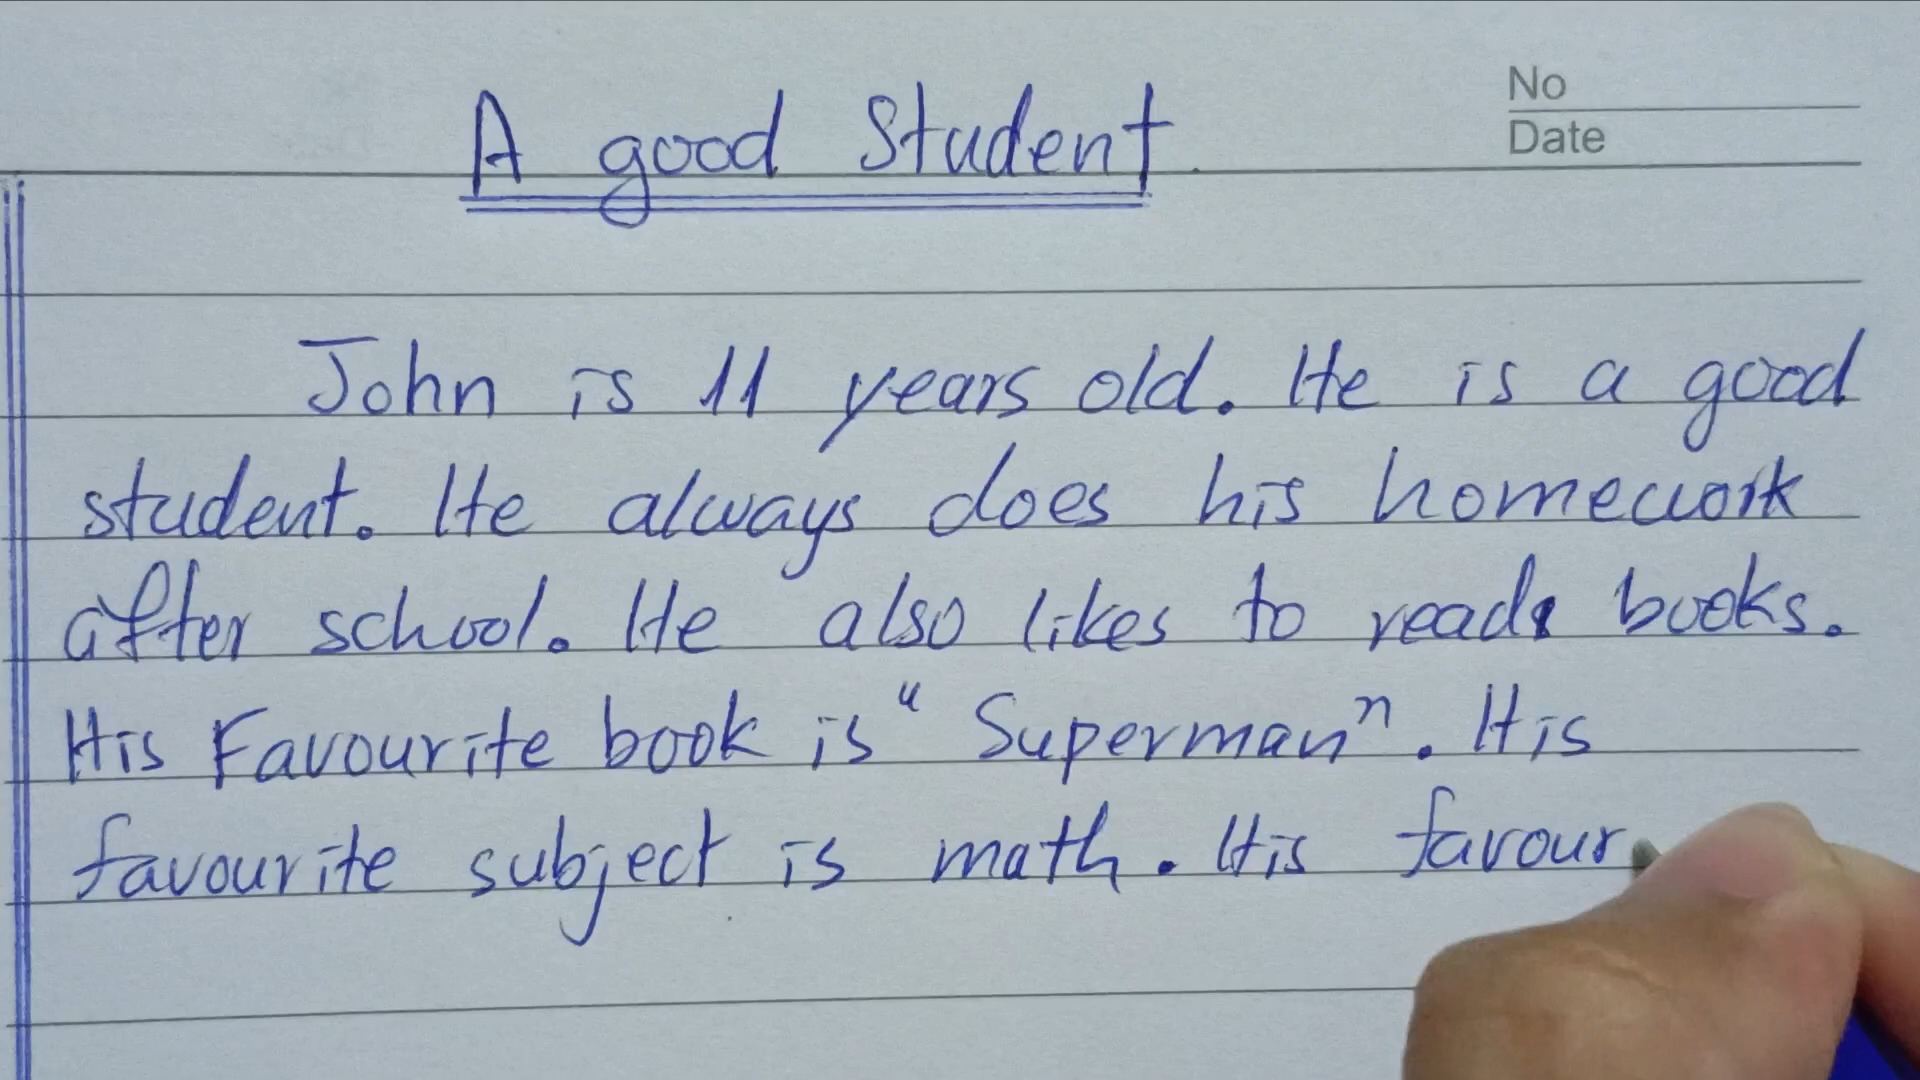 No
Date
A good Student
John is 11 years old. He is a good
student. He always does his homework
after school. He also likes to read books.
His Favourite book is “Superman”. His
favourite subject is math. His favour